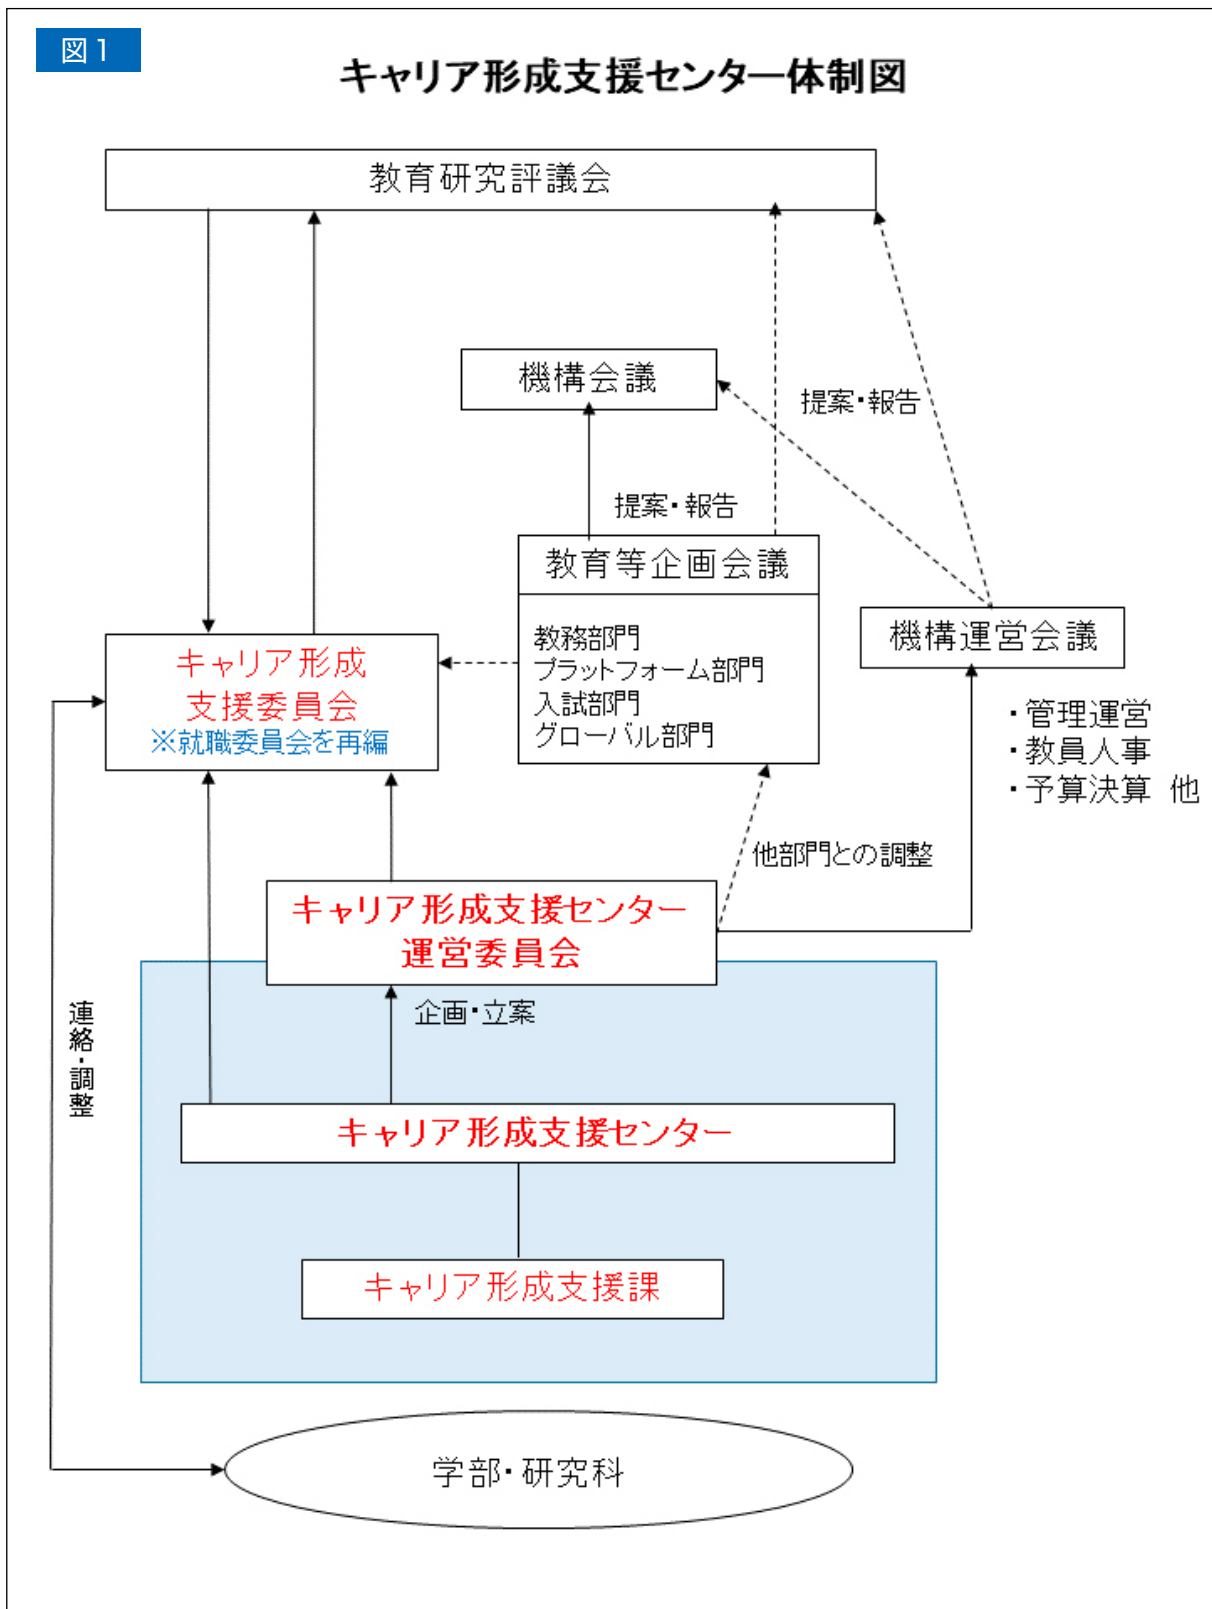 図1
キャリア形成支援センター体制図
教育研究評議会
機構会議
提案・報告
提案・報告
教育等企画会議
教務部門
プラットフォーム部門
入試部門
グローバル部門
機構運営会議
・管理運営
・教員人事
・予算決算 他
キャリア形成
支援委員会
※就職委員会を再編
他部門との調整
キャリア形成支援センター
運営委員会
企画・立案
連絡・調整
キャリア形成支援センター
キャリア形成支援課
学部・研究科